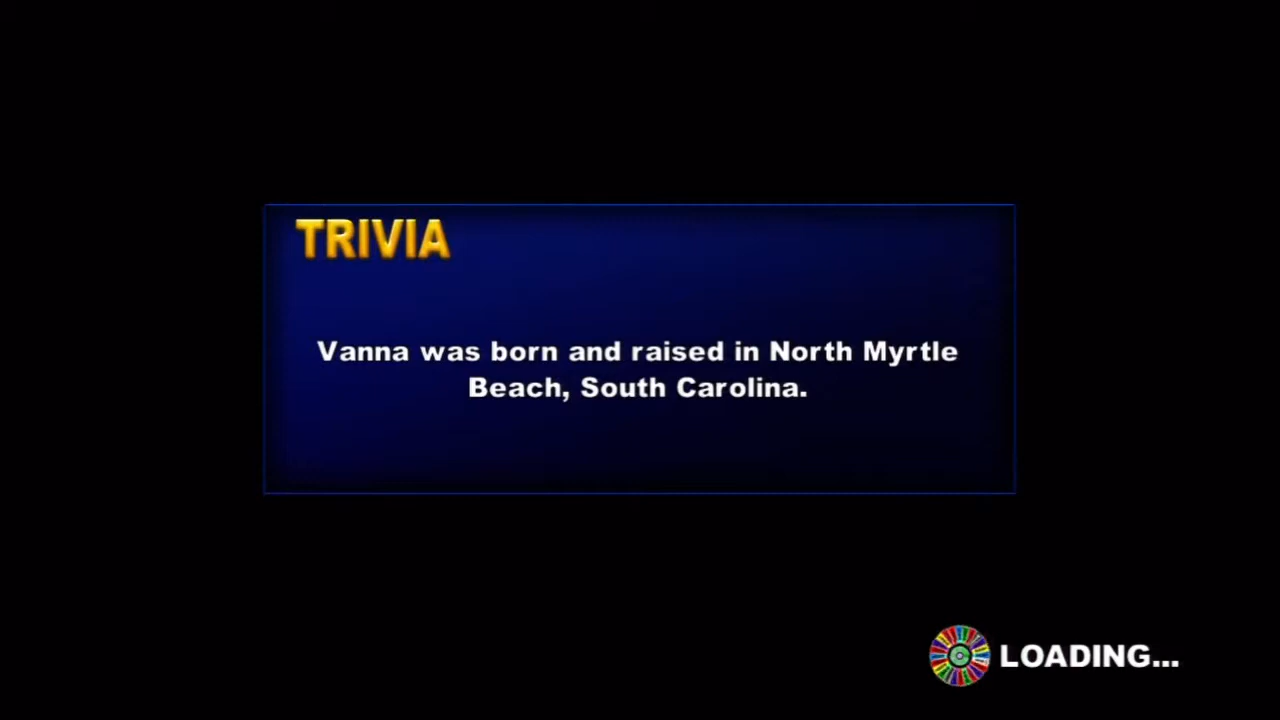 TRIVIA
Vanna was born and raised in North Myrtle
Beach, South Carolina.
LOADING...